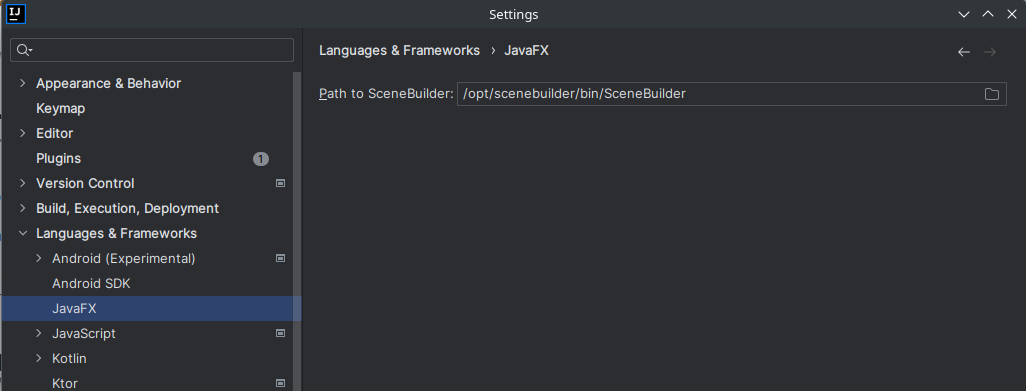 IJ
Settings
Languages & Frameworks › JavaFX
Path to SceneBuilder: /opt/scenebuilder/bin/SceneBuilder
Appearance & Behavior
Keymap
Editor
Plugins 1
Version Control
Build, Execution, Deployment
Languages & Frameworks
Android (Experimental)
Android SDK
JavaFX
JavaScript
Kotlin
Ktor